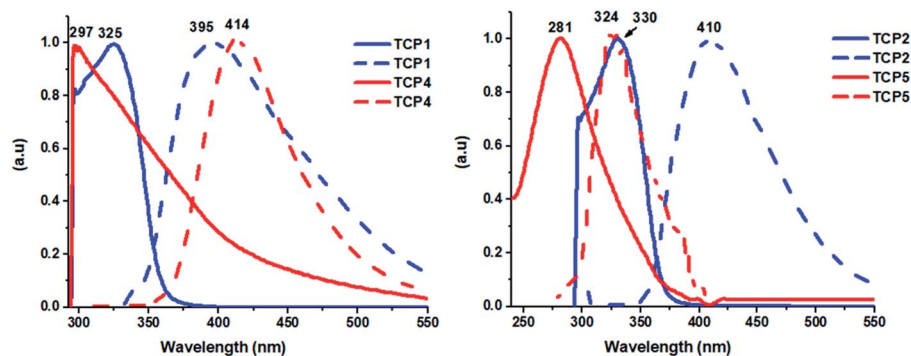 297 325 395 414
TCP1
TCP1
TCP4
TCP4
1.0
0.8
0.6
0.4
0.2
0.0
(a.u)
300 350 400 450 500 550
Wavelength (nm)
281 324 330 410
TCP2
TCP2
TCP5
TCP5
1.0
0.8
0.6
0.4
0.2
0.0
(a.u)
250 300 350 400 450 500 550
Wavelength (nm)